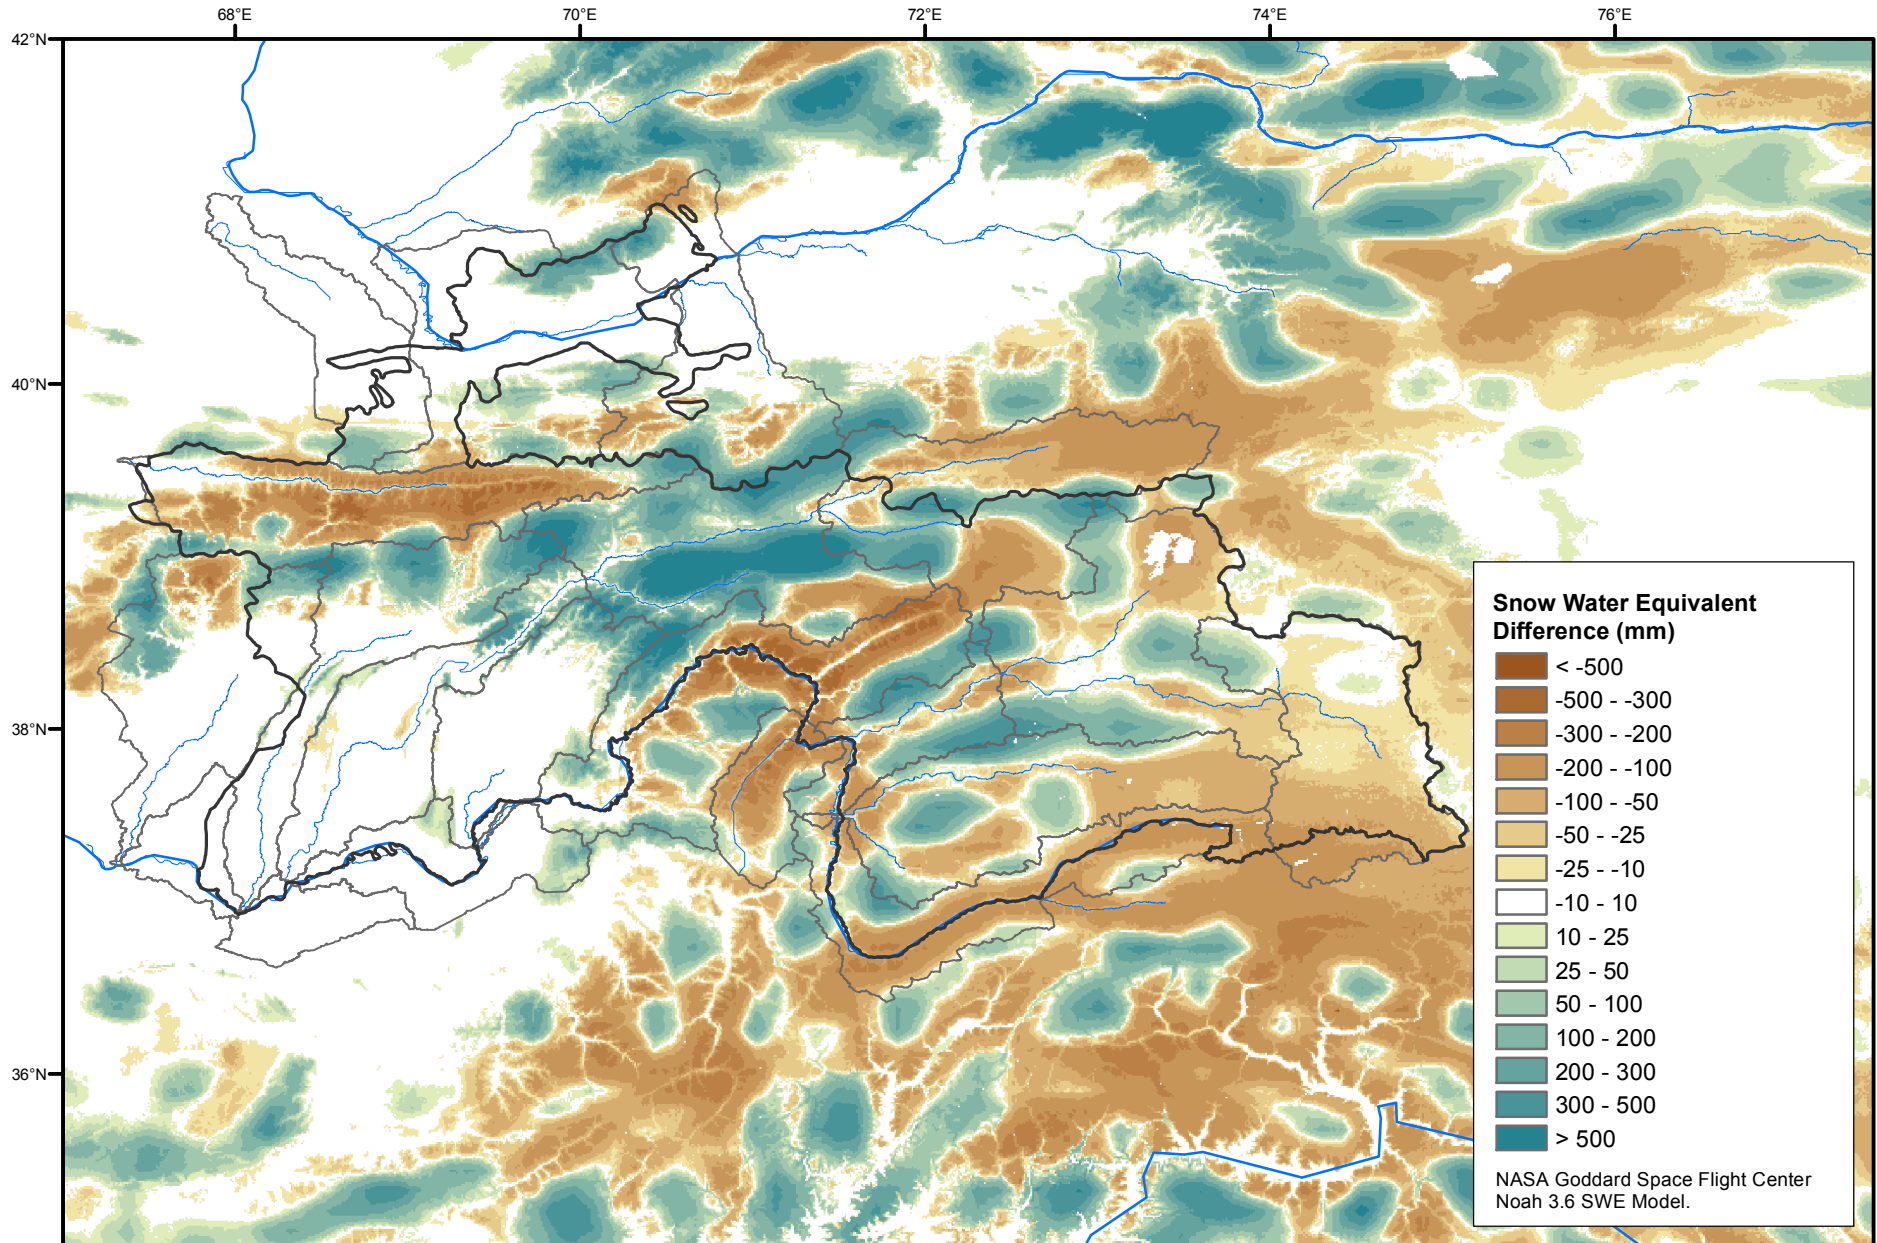 68°E
70°E
72°E
74°E
76°E
42°N
40°N
38°N
36°N
Snow Water Equivalent
Difference (mm)
< -500
-500 - -300
-300 - -200
-200 - -100
-100 - -50
-50 - -25
-25 - -10
-10 - 10
10 - 25
25 - 50
50 - 100
100 - 200
200 - 300
300 - 500
> 500
NASA Goddard Space Flight Center
Noah 3.6 SWE Model.